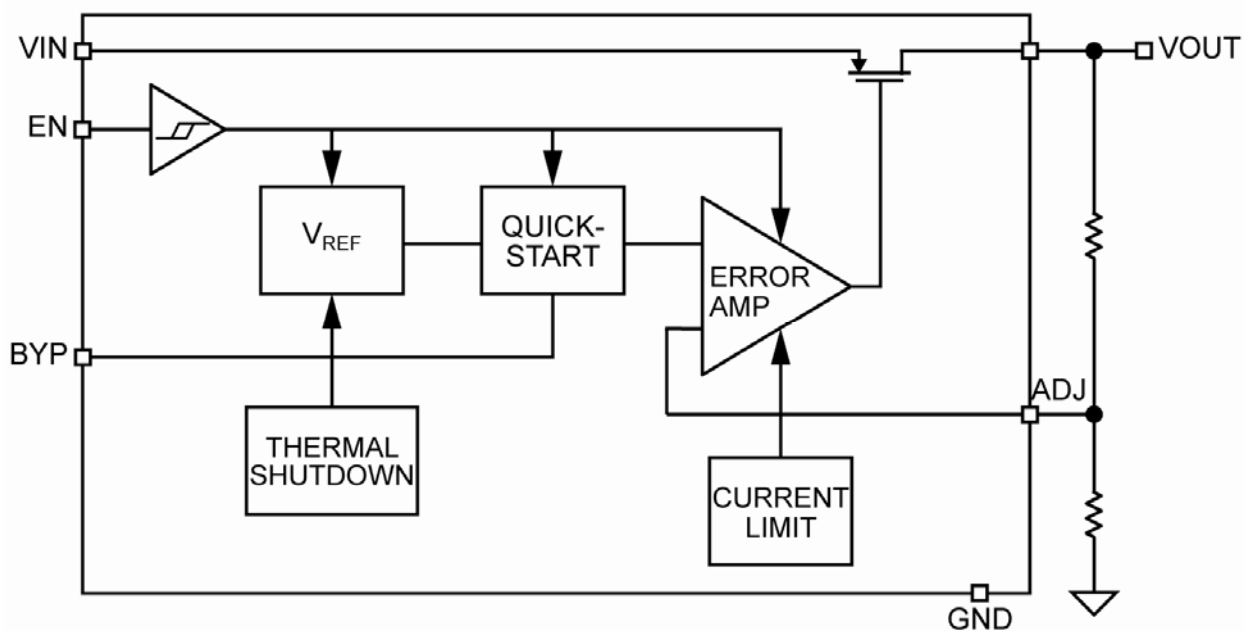 VIN
VOUT
EN
VREF
QUICK-
START
ERROR
AMP
BYP
ADJ
THERMAL
SHUTDOWN
CURRENT
LIMIT
GND